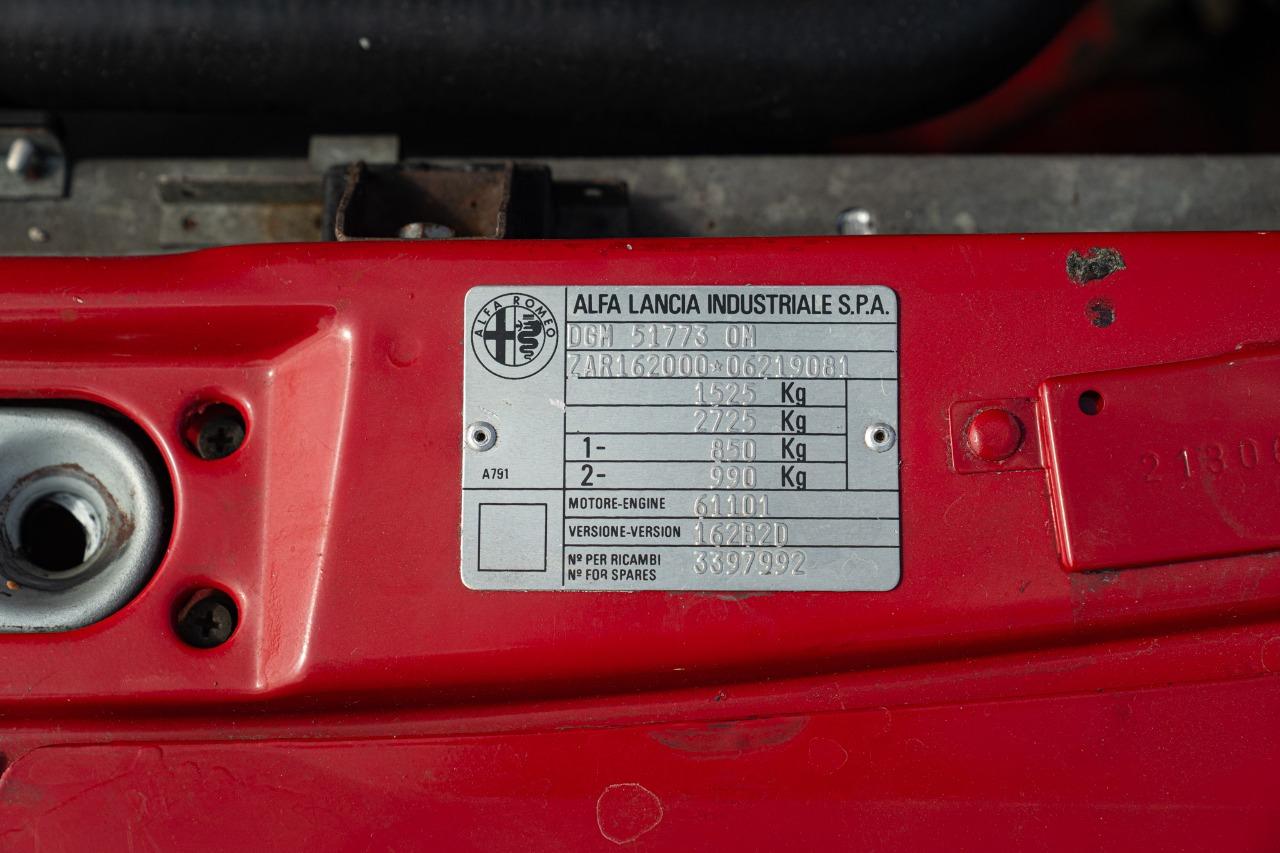 ALFA ROMEO
ALFA LANCIA INDUSTRIALE S.P.A.
DGM 51773 OM
ZAR162000*06219081
1525 Kg
2725 Kg
1- 850 Kg
2- 990 Kg
A791
MOTORE-ENGINE 61101
VERSIONE-VERSION 162B2D
Nº PER RICAMBI
Nº FOR SPARES 3397992